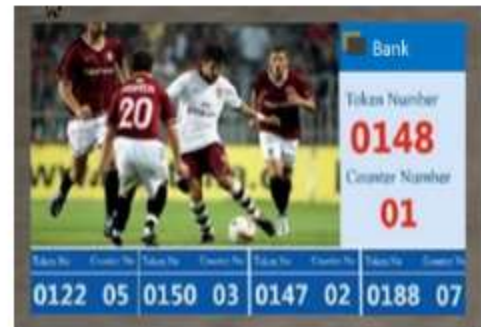 Bank
Token Number
0148
Counter Number
01
20
Token No Counter No Token No Counter No Token No Counter No Token No Counter No
0122 05 0150 03 0147 02 0188 07